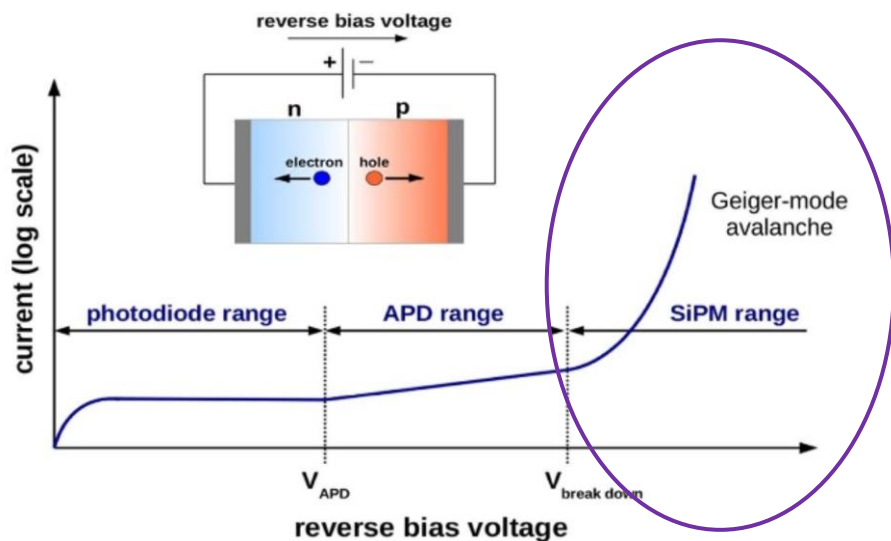 reverse bias voltage
+ −
n p
electron hole
Geiger-mode
avalanche
photodiode range APD range SiPM range
current (log scale)
V APD V break down
reverse bias voltage